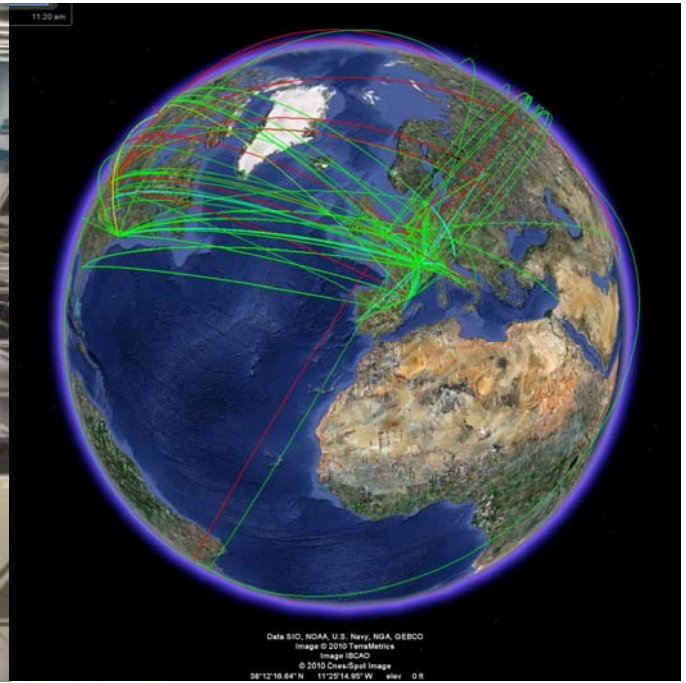 11:20 am
Data SIO, NOAA, U.S. Navy, NGA, GEBCO
Image © 2010 TerraMetrics
Image IBCAO
© 2010 Cnes/Spot Image
38°12'16.64" N 11°25'14.95" W elev 0 ft